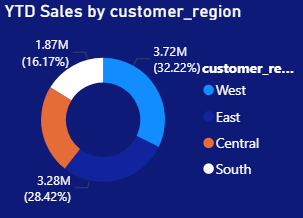 YTD Sales by customer_region
1.87M
(16.17%)
3.72M
(32.22%)
3.28M
(28.42%)
customer_re...
West
East
Central
South